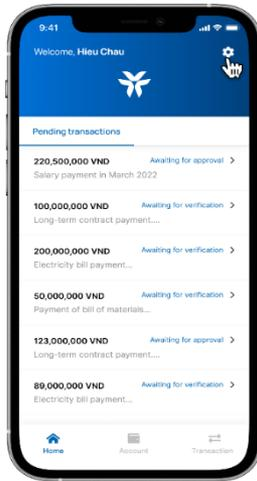 9:41
Welcome, Hieu Chau
Pending transactions
220,500,000 VND Awaiting for approval
Salary payment in March 2022
100,000,000 VND Awaiting for verification
Long-term contract payment....
200,000,000 VND Awaiting for verification
Electricity bill payment...
50,000,000 VND Awaiting for verification
Payment of bill of materials...
123,000,000 VND Awaiting for approval
Long-term contract payment....
89,000,000 VND Awaiting for verification
Electricity bill payment...
Home Account Transaction